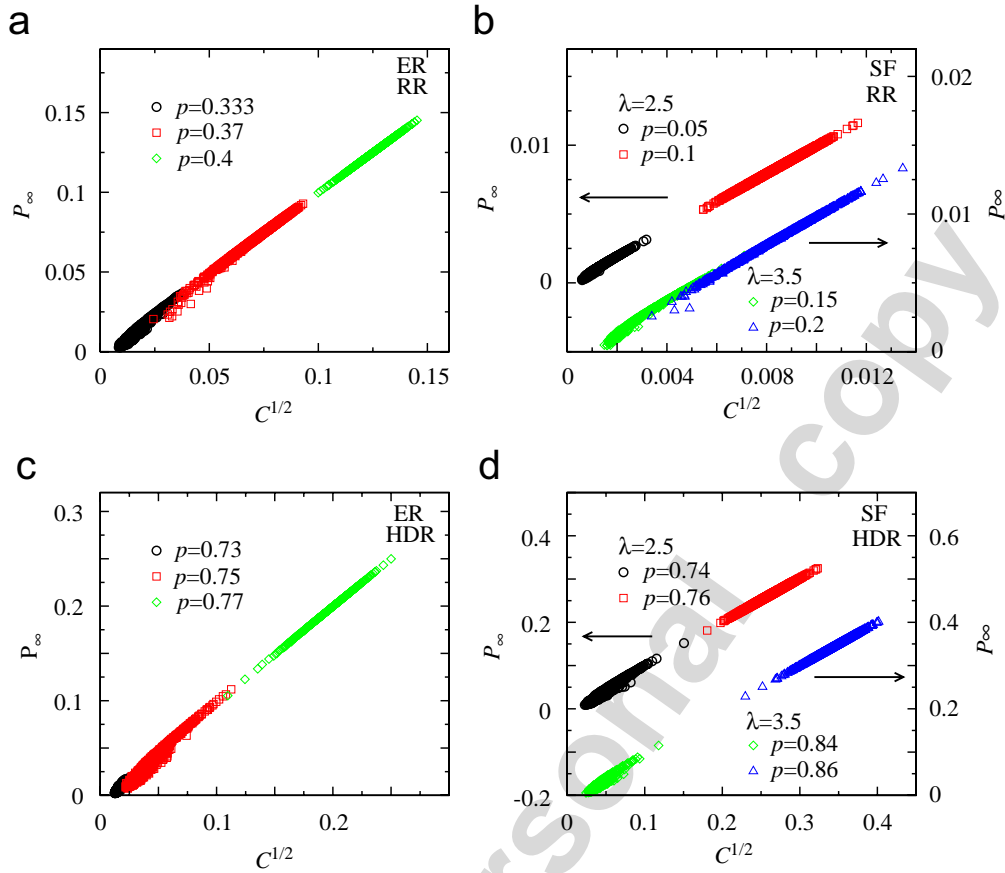 a
ER
RR
p=0.333
p=0.37
p=0.4
0.15
0.1
0.05
0
P∞
0 0.05 0.1 0.15
C1/2
b
SF
RR
λ=2.5
p=0.05
p=0.1
λ=3.5
p=0.15
p=0.2
0.01
0
P∞
0.02
0.01
0
P∞
0 0.004 0.008 0.012
C1/2
c
ER
HDR
p=0.73
p=0.75
p=0.77
0.3
0.2
0.1
0
P∞
0 0.1 0.2
C1/2
d
SF
HDR
λ=2.5
p=0.74
p=0.76
λ=3.5
p=0.84
p=0.86
0.4
0.2
0
-0.2
P∞
0.6
0.4
0.2
0
P∞
0 0.1 0.2 0.3 0.4
C1/2
rsonal copy